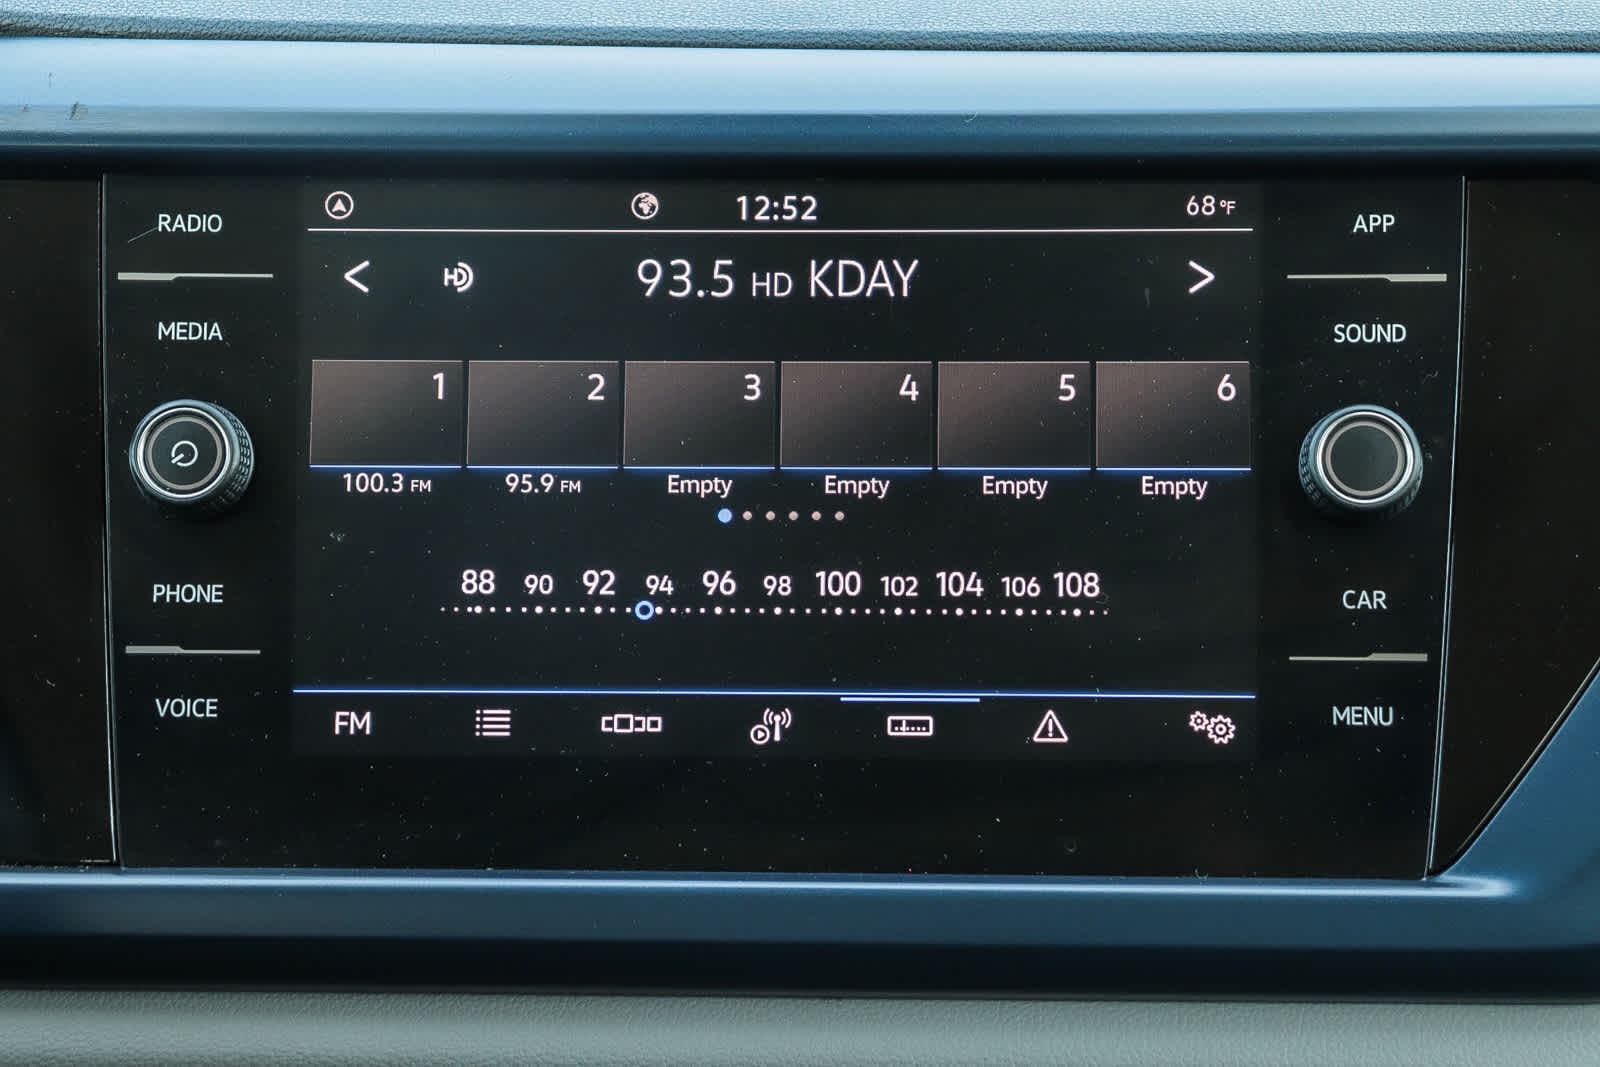 RADIO
MEDIA
PHONE
VOICE
12:52
68°F
< HD 93.5 HD KDAY >
1 2 3 4 5 6
100.3 FM 95.9 FM Empty Empty Empty Empty
88 90 92 94 96 98 100 102 104 106 108
FM
APP
SOUND
CAR
MENU